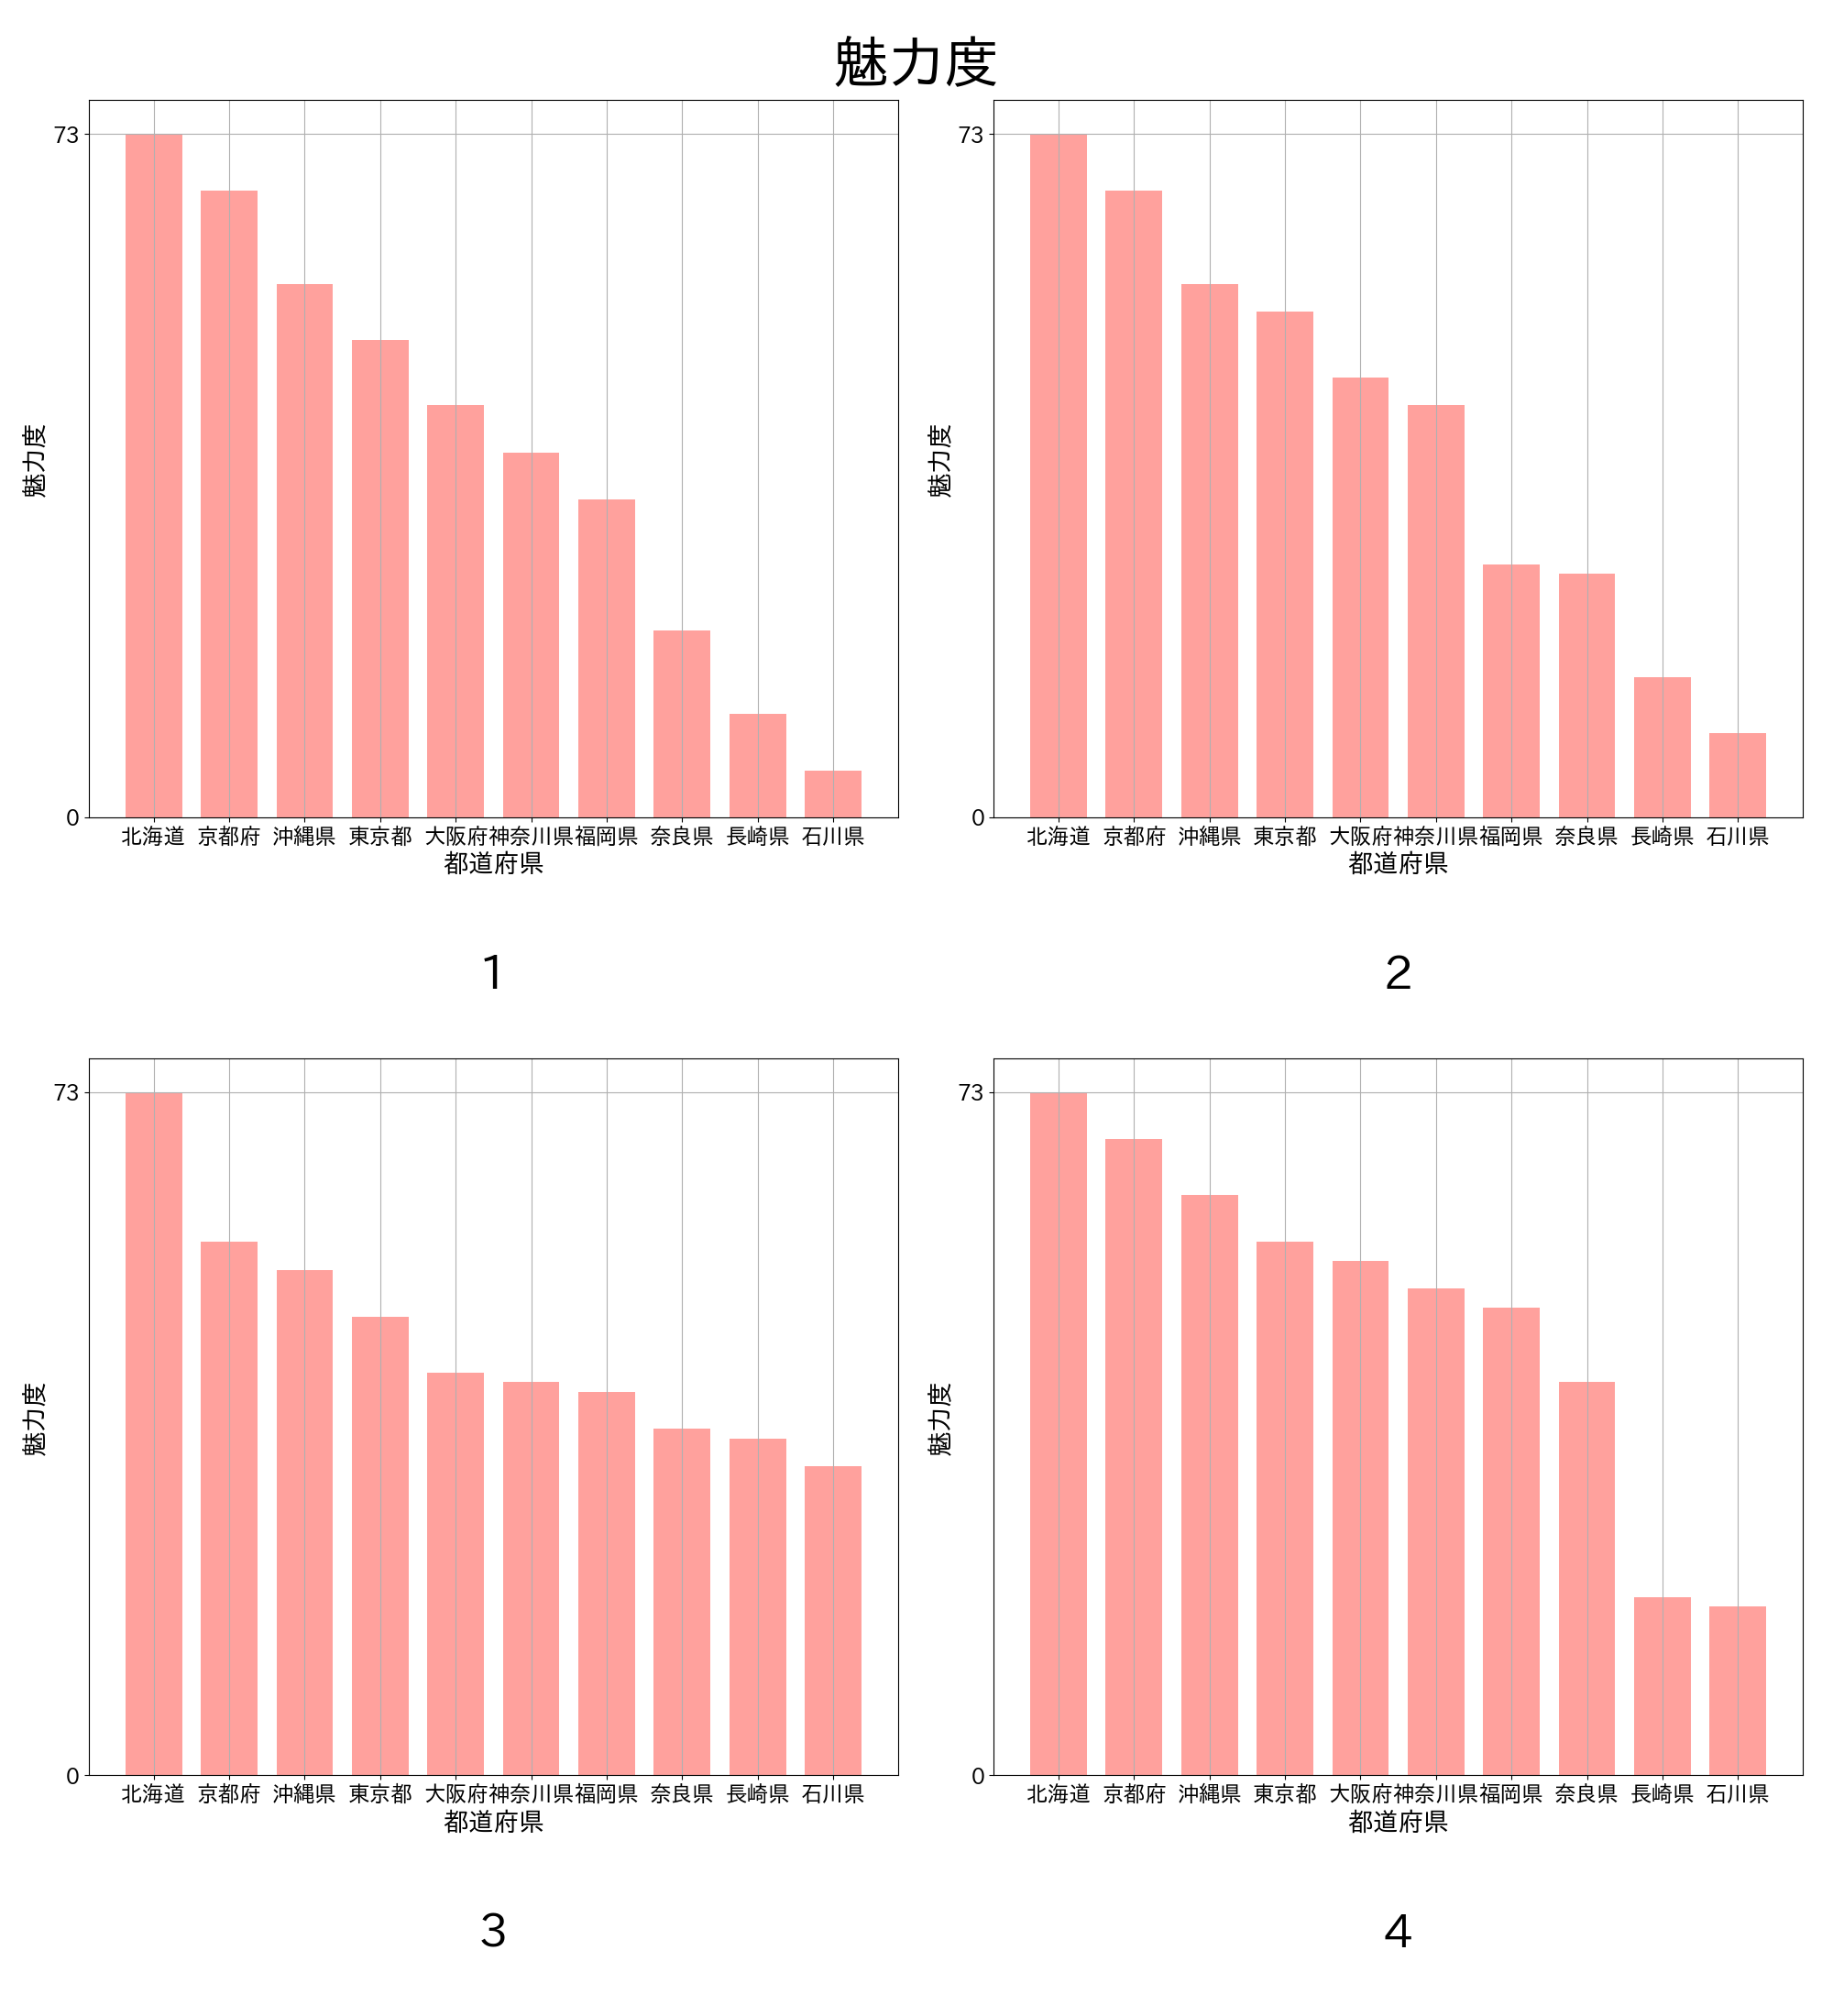 魅力度
73
0
魅力度
北海道 京都府 沖縄県 東京都 大阪府 神奈川県 福岡県 奈良県 長崎県 石川県
都道府県
1
73
0
魅力度
北海道 京都府 沖縄県 東京都 大阪府 神奈川県 福岡県 奈良県 長崎県 石川県
都道府県
2
73
0
魅力度
北海道 京都府 沖縄県 東京都 大阪府 神奈川県 福岡県 奈良県 長崎県 石川県
都道府県
3
73
0
魅力度
北海道 京都府 沖縄県 東京都 大阪府 神奈川県 福岡県 奈良県 長崎県 石川県
都道府県
4